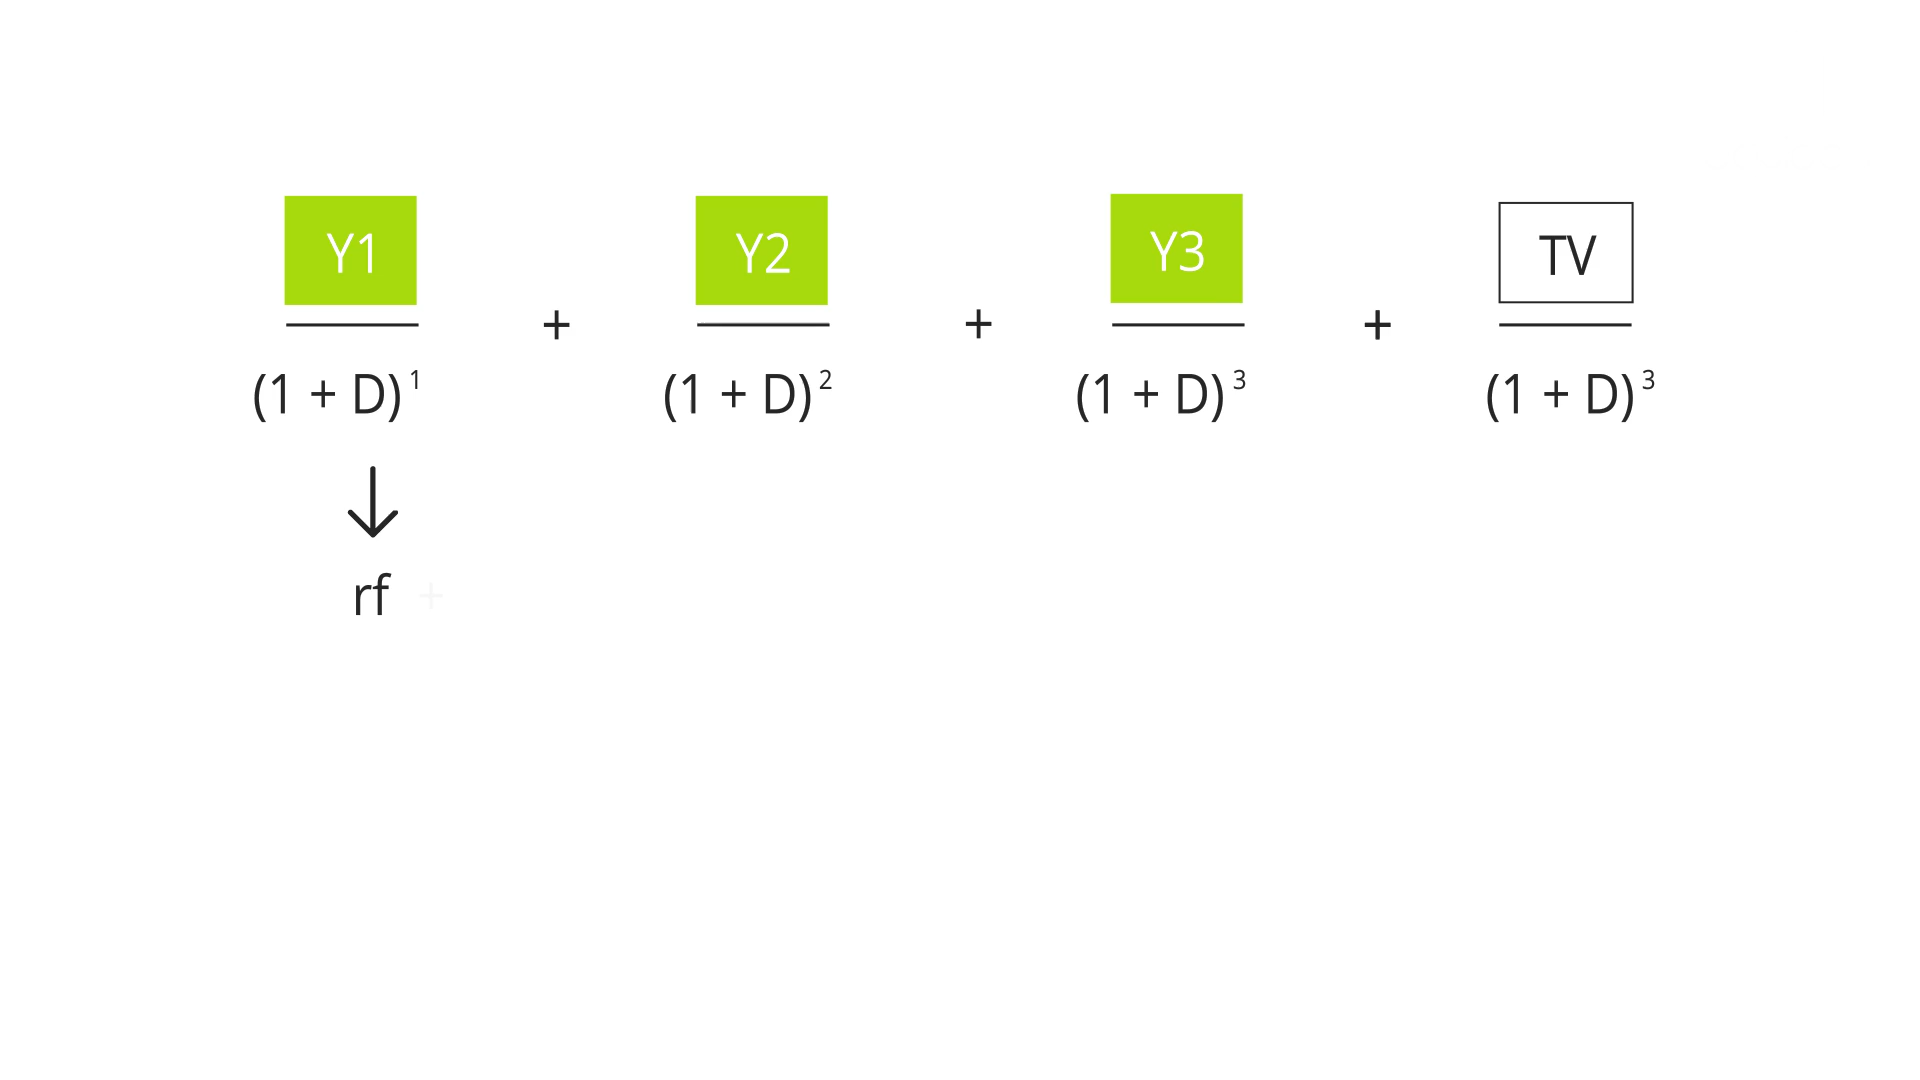 Y1 Y2 Y3 TV
+ + +
(1 + D) 1 (1 + D) 2 (1 + D) 3 (1 + D) 3
rf +